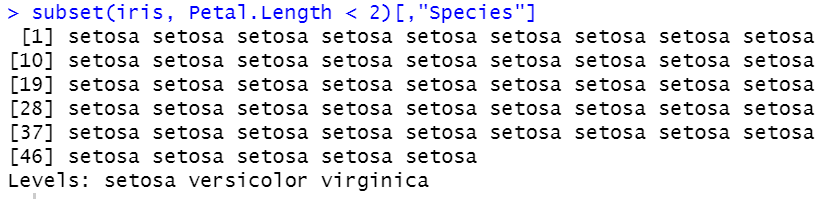 > subset(iris, Petal.Length < 2)[,"Species"]
 [1] setosa setosa setosa setosa setosa setosa setosa setosa setosa
[10] setosa setosa setosa setosa setosa setosa setosa setosa setosa
[19] setosa setosa setosa setosa setosa setosa setosa setosa setosa
[28] setosa setosa setosa setosa setosa setosa setosa setosa setosa
[37] setosa setosa setosa setosa setosa setosa setosa setosa setosa
[46] setosa setosa setosa setosa setosa
Levels: setosa versicolor virginica